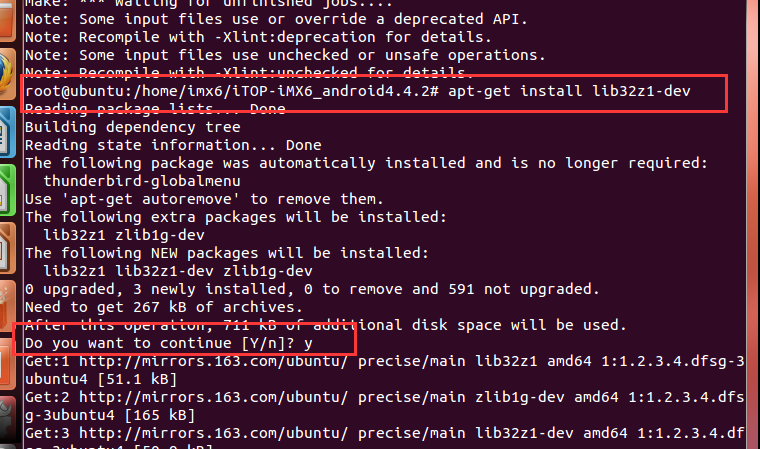 Make: *** Waiting for unfinished jobs....
Note: Some input files use or override a deprecated API.
Note: Recompile with -Xlint:deprecation for details.
Note: Some input files use unchecked or unsafe operations.
Note: Recompile with -Xlint:unchecked for details.
root@ubuntu:/home/imx6/iTOP-iMX6_android4.4.2# apt-get install lib32z1-dev
Reading package lists... Done
Building dependency tree
Reading state information... Done
The following package was automatically installed and is no longer required:
  thunderbird-globalmenu
Use 'apt-get autoremove' to remove them.
The following extra packages will be installed:
  lib32z1 zlib1g-dev
The following NEW packages will be installed:
  lib32z1 lib32z1-dev zlib1g-dev
0 upgraded, 3 newly installed, 0 to remove and 591 not upgraded.
Need to get 267 kB of archives.
After this operation, 711 kB of additional disk space will be used.
Do you want to continue [Y/n]? y
Get:1 http://mirrors.163.com/ubuntu/ precise/main lib32z1 amd64 1:1.2.3.4.dfsg-3
ubuntu4 [51.1 kB]
Get:2 http://mirrors.163.com/ubuntu/ precise/main zlib1g-dev amd64 1:1.2.3.4.dfs
g-3ubuntu4 [165 kB]
Get:3 http://mirrors.163.com/ubuntu/ precise/main lib32z1-dev amd64 1:1.2.3.4.df
sg-3ubuntu4 [50.8 kB]